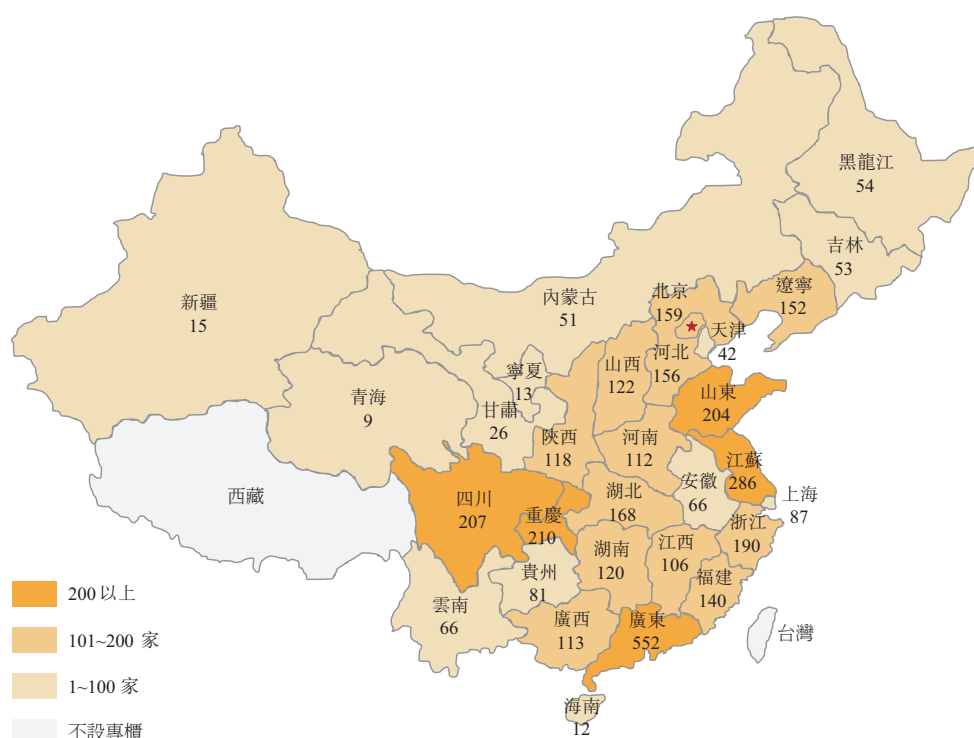 黑龍江
54
吉林
53
遼寧
152
北京
159
天津
42
內蒙古
51
新疆
15
寧夏
13
山西
122
河北
156
山東
204
青海
9
甘肅
26
陝西
118
河南
112
江蘇
286
安徽
66
上海
87
西藏
四川
207
重慶
210
湖北
168
浙江
190
湖南
120
江西
106
福建
140
貴州
81
雲南
66
廣西
113
廣東
552
台灣
海南
12
200 以上
101~200 家
1~100 家
不設專櫃